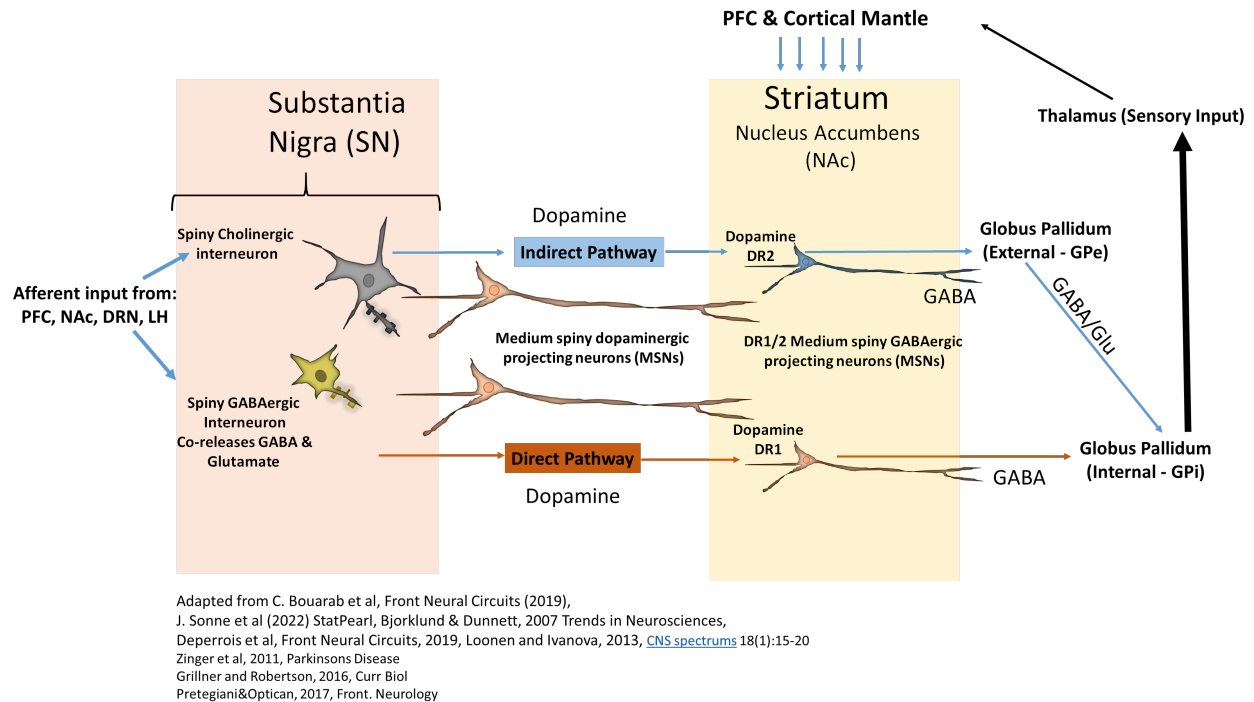 PFC & Cortical Mantle
Substantia
Nigra (SN)
Striatum
Nucleus Accumbens
(NAc)
Thalamus (Sensory Input)
Spiny Cholinergic
interneuron
Dopamine
Indirect Pathway
Dopamine
DR2
Globus Pallidum
(External - GPe)
Afferent input from:
PFC, NAc, DRN, LH
GABA
GABA/Glu
Medium spiny dopaminergic
projecting neurons (MSNs)
DR1/2 Medium spiny GABAergic
projecting neurons (MSNs)
Spiny GABAergic
Interneuron
Co-releases GABA &
Glutamate
Direct Pathway
Dopamine
Dopamine
DR1
GABA
Globus Pallidum
(Internal - GPi)
Adapted from C. Bouarab et al, Front Neural Circuits (2019),
J. Sonne et al (2022) StatPearl, Bjorklund & Dunnett, 2007 Trends in Neurosciences,
Deperrois et al, Front Neural Circuits, 2019, Loonen and Ivanova, 2013, CNS spectrums 18(1):15-20
Zinger et al, 2011, Parkinsons Disease
Grillner and Robertson, 2016, Curr Biol
Pretegiani&Optican, 2017, Front. Neurology